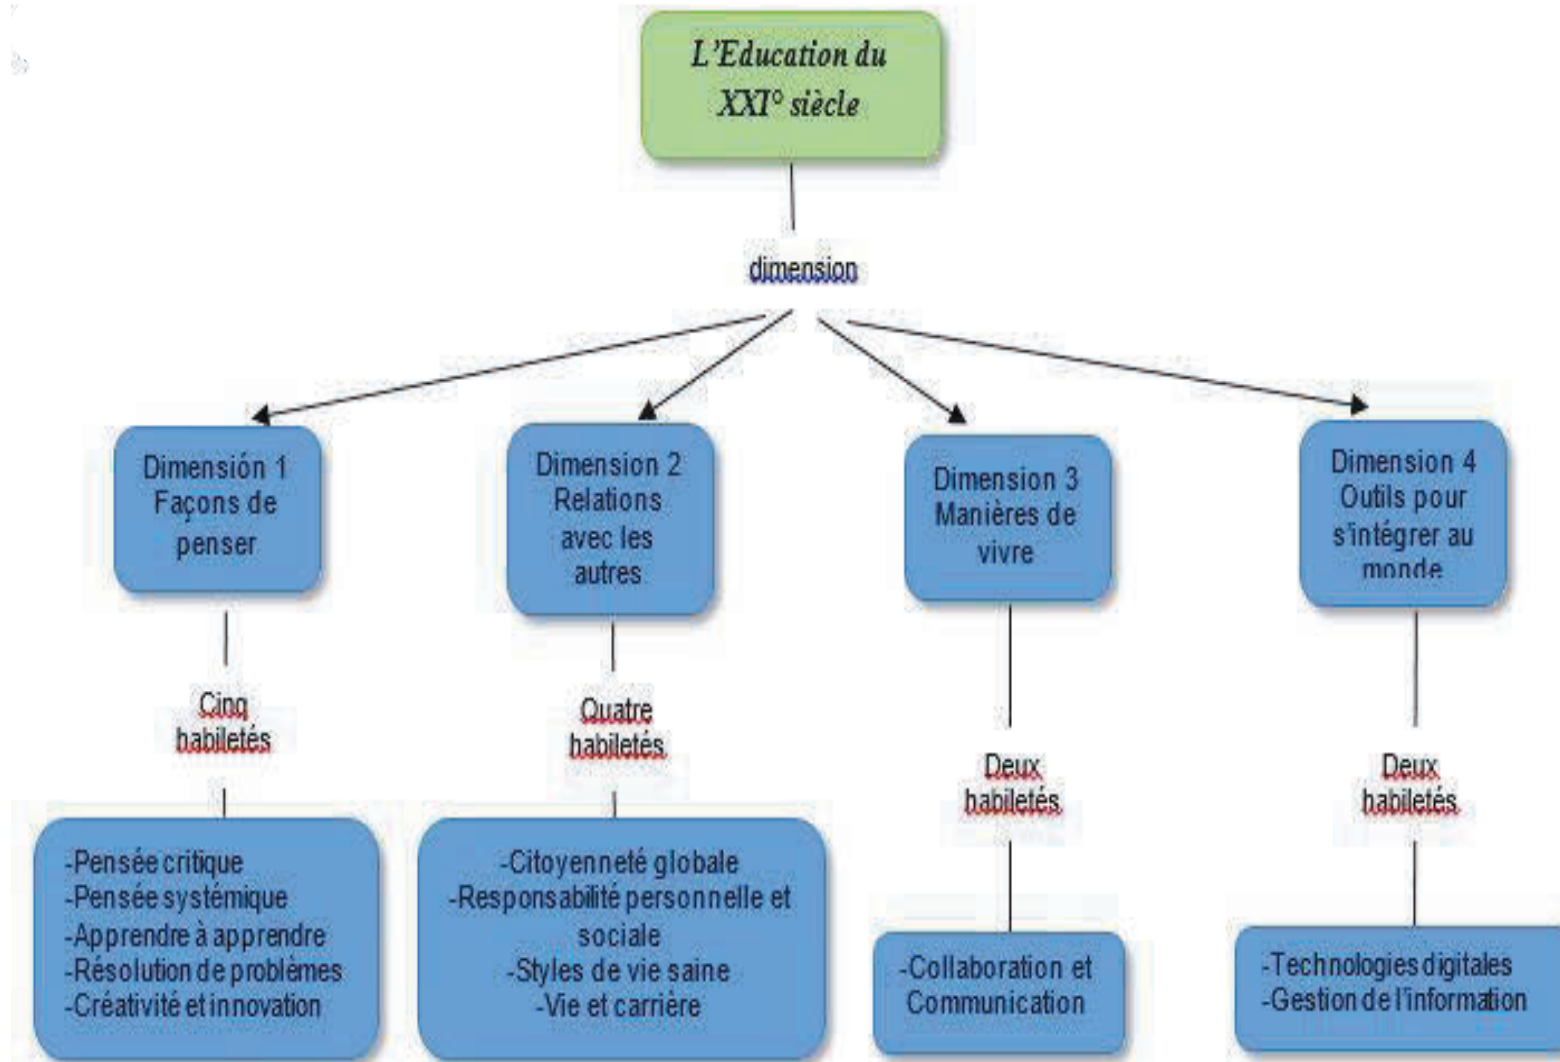 L'Education du
XXI° siècle
dimension
Dimensión 1
Façons de
penser
Dimension 2
Relations
avec les
autres
Dimension 3
Manières de
vivre
Dimension 4
Outils pour
s'intégrer au
monde
Cinq
habiletés
Quatre
habiletés
Deux
habiletés
Deux
habiletés
-Pensée critique
-Pensée systémique
-Apprendre à apprendre
-Résolution de problèmes
-Créativité et innovation
-Citoyenneté globale
-Responsabilité personnelle et
sociale
-Styles de vie saine
-Vie et carrière
-Collaboration et
Communication
-Technologies digitales
-Gestion de l'information